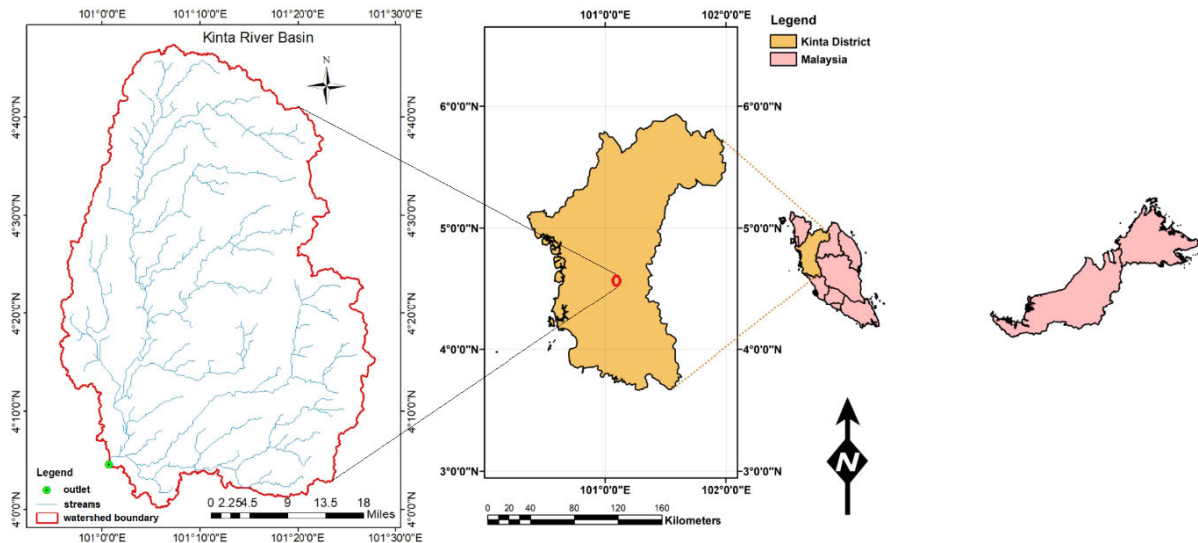 101°0'0"E 101°10'0"E 101°20'0"E 101°30'0"E
Kinta River Basin
N
4°40'0"N 4°40'0"N
4°30'0"N 4°30'0"N
4°20'0"N 4°20'0"N
4°10'0"N 4°10'0"N
4°0'0"N 4°0'0"N
Legend
outlet
streams
watershed boundary
0 2.254.5 9 13.5 18
Miles
101°0'0"E 101°10'0"E 101°20'0"E 101°30'0"E
101°0'0"E 102°0'0"E
6°0'0"N 6°0'0"N
5°0'0"N 5°0'0"N
4°0'0"N 4°0'0"N
3°0'0"N 3°0'0"N
101°0'0"E 102°0'0"E
0 20 40 80 120 160
Kilometers
Legend
Kinta District
Malaysia
N